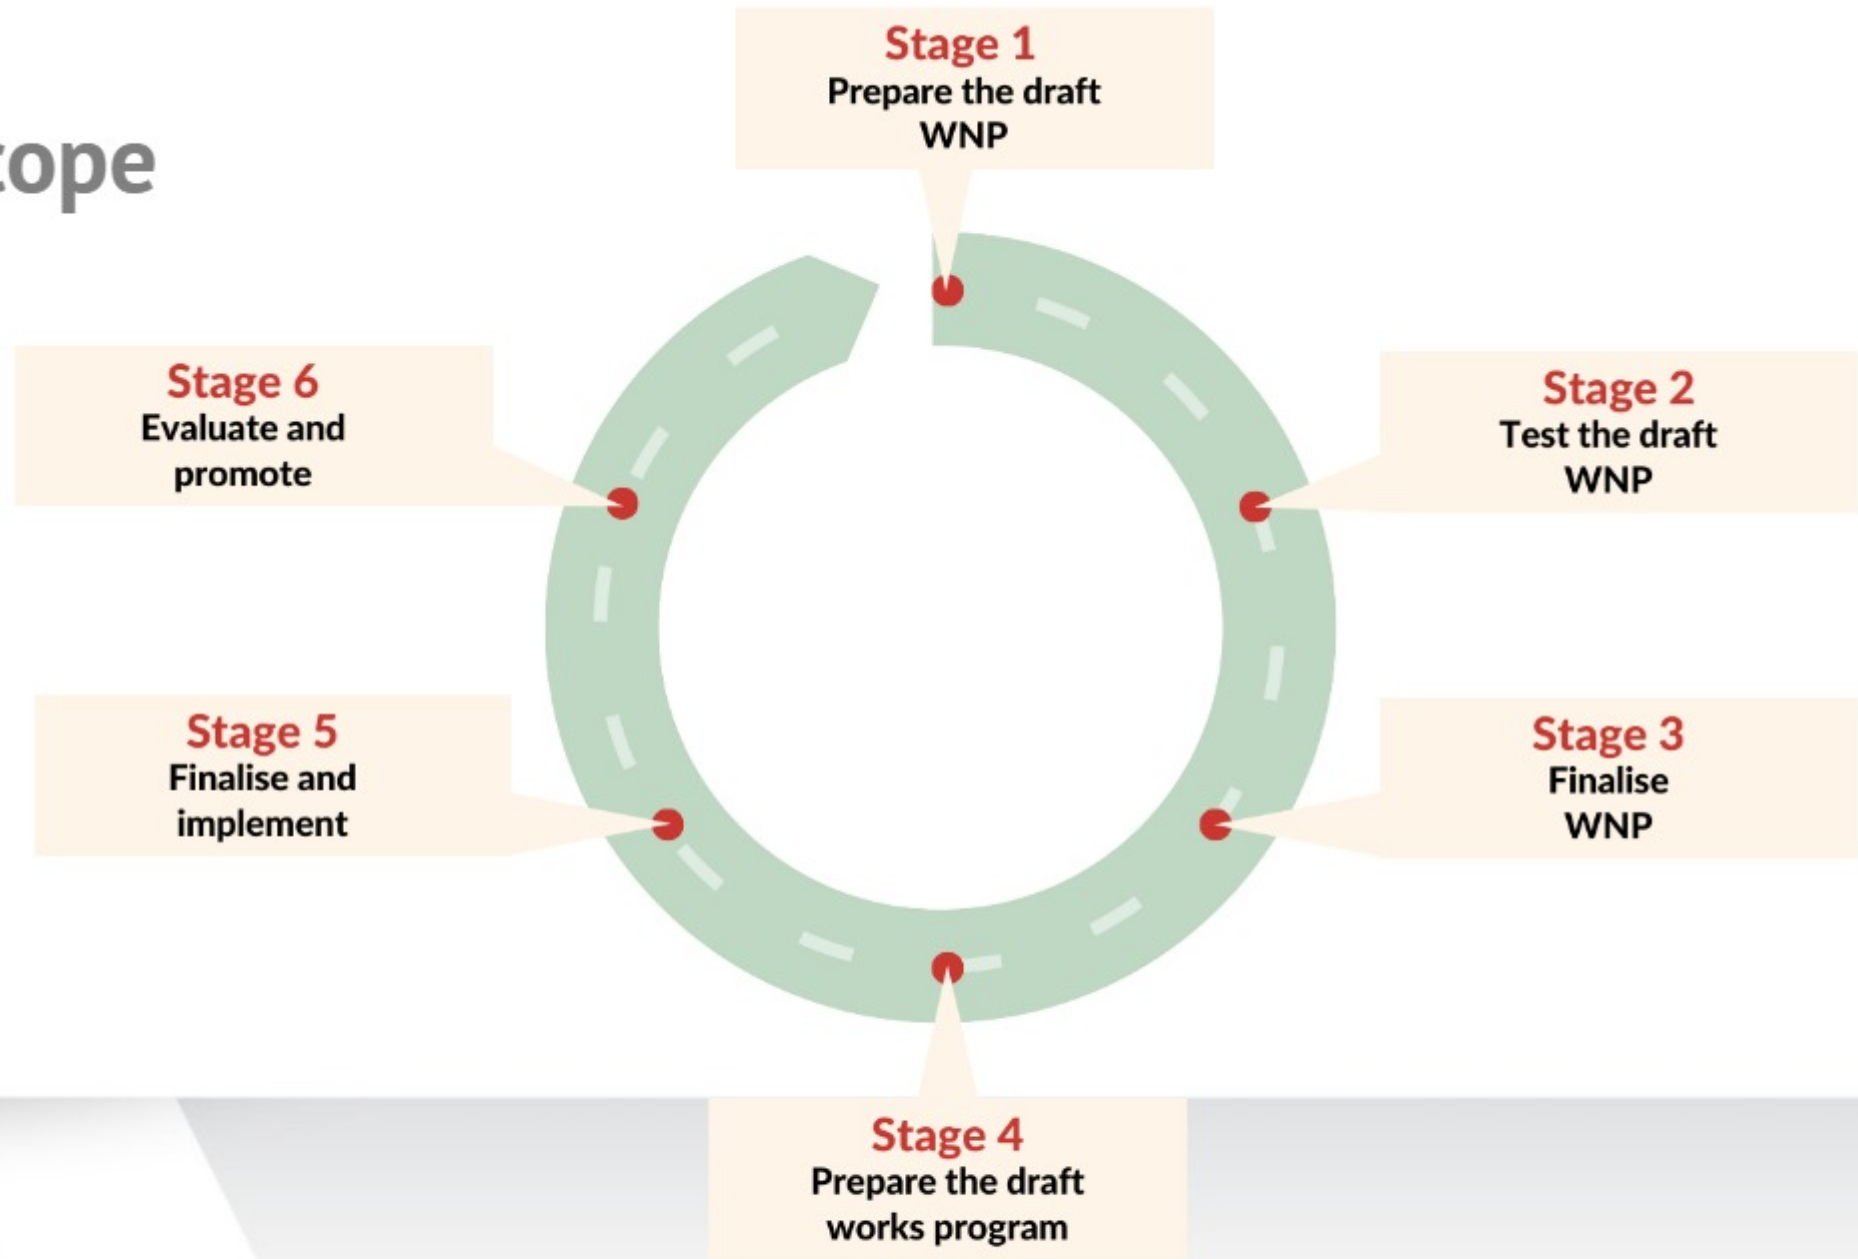 Stage 1
Prepare the draft
WNP
Stage 2
Test the draft
WNP
Stage 3
Finalise
WNP
Stage 4
Prepare the draft
works program
Stage 5
Finalise and
implement
Stage 6
Evaluate and
promote